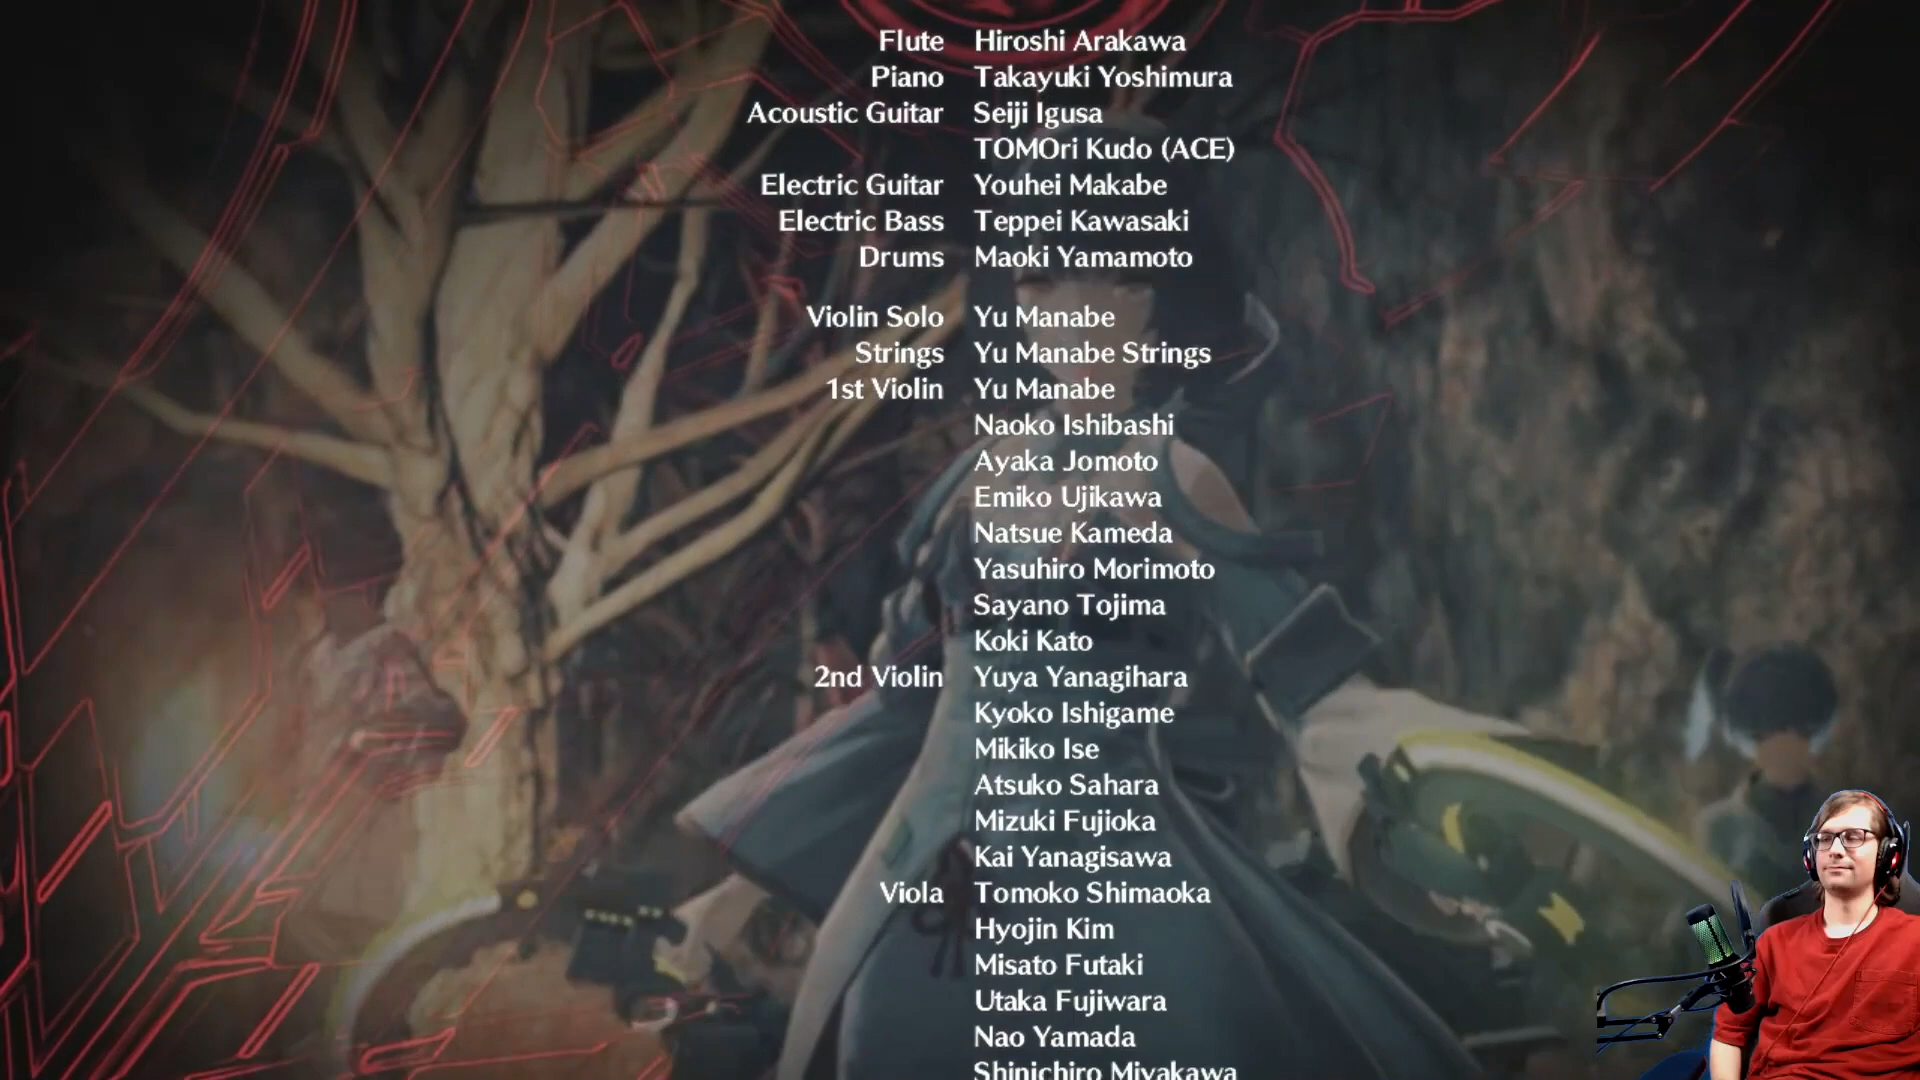 Flute Hiroshi Arakawa
Piano Takayuki Yoshimura
Acoustic Guitar Seiji Igusa
TOMOri Kudo (ACE)
Electric Guitar Youhei Makabe
Electric Bass Teppei Kawasaki
Drums Maoki Yamamoto
Violin Solo Yu Manabe
Strings Yu Manabe Strings
1st Violin Yu Manabe
Naoko Ishibashi
Ayaka Jomoto
Emiko Ujikawa
Natsue Kameda
Yasuhiro Morimoto
Sayano Tojima
Koki Kato
2nd Violin Yuya Yanagihara
Kyoko Ishigame
Mikiko Ise
Atsuko Sahara
Mizuki Fujioka
Kai Yanagisawa
Viola Tomoko Shimaoka
Hyojin Kim
Misato Futaki
Utaka Fujiwara
Nao Yamada
Shinichiro Miyakawa